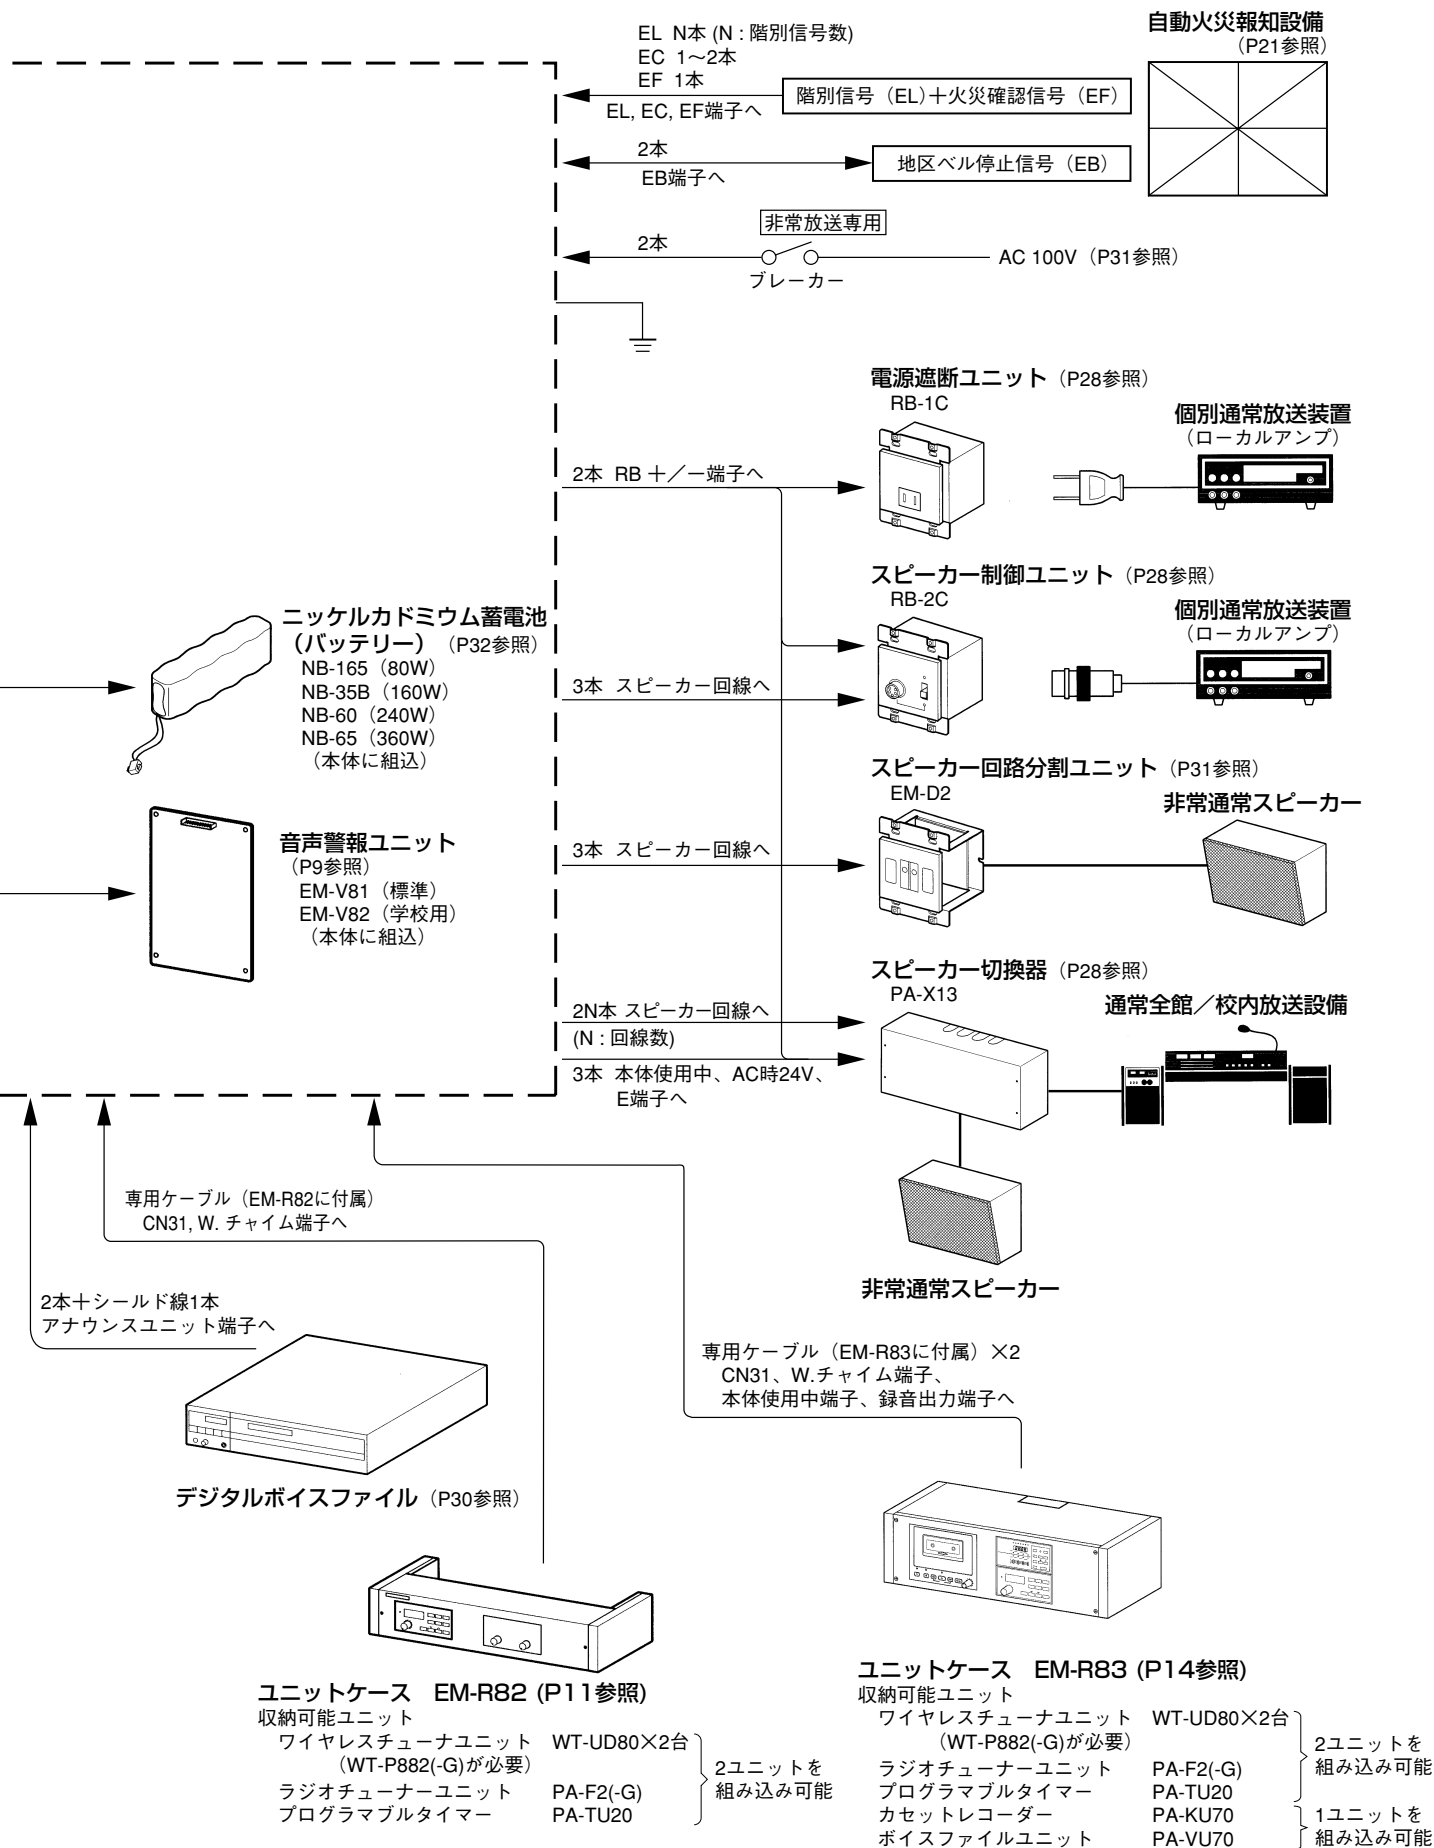 EL N本 (N : 階別信号数)
EC 1〜2本
EF 1本
EL, EC, EF端子へ
階別信号（EL）＋火災確認信号（EF）
自動火災報知設備
（P21参照）
2本
EB端子へ
地区ベル停止信号（EB）
非常放送専用
2本
ブレーカー
AC 100V（P31参照）
電源遮断ユニット（P28参照）
RB-1C
個別通常放送装置
（ローカルアンプ）
2本 RB ＋／－端子へ
スピーカー制御ユニット（P28参照）
RB-2C
個別通常放送装置
（ローカルアンプ）
3本 スピーカー回線へ
ニッケルカドミウム蓄電池
（バッテリー）（P32参照）
NB-165（80W）
NB-35B（160W）
NB-60（240W）
NB-65（360W）
（本体に組込）
スピーカー回路分割ユニット（P31参照）
EM-D2
非常通常スピーカー
3本 スピーカー回線へ
音声警報ユニット
（P9参照）
EM-V81（標準）
EM-V82（学校用）
（本体に組込）
スピーカー切換器（P28参照）
PA-X13
通常全館／校内放送設備
2N本 スピーカー回線へ
(N : 回線数)
3本 本体使用中、AC時24V、
E端子へ
非常通常スピーカー
専用ケーブル（EM-R82に付属）
CN31, W. チャイム端子へ
2本＋シールド線1本
アナウンスユニット端子へ
デジタルボイスファイル（P30参照）
専用ケーブル（EM-R83に付属）×2
CN31、W.チャイム端子、
本体使用中端子、録音出力端子へ
ユニットケース EM-R82 (P11参照)
収納可能ユニット
ワイヤレスチューナユニット WT-UD80×2台
（WT-P882(-G)が必要）
ラジオチューナーユニット PA-F2(-G)
プログラマブルタイマー PA-TU20
2ユニットを
組み込み可能
ユニットケース EM-R83 (P14参照)
収納可能ユニット
ワイヤレスチューナユニット WT-UD80×2台
（WT-P882(-G)が必要）
ラジオチューナーユニット PA-F2(-G)
プログラマブルタイマー PA-TU20
2ユニットを
組み込み可能
カセットレコーダー PA-KU70
ボイスファイルユニット PA-VU70
1ユニットを
組み込み可能